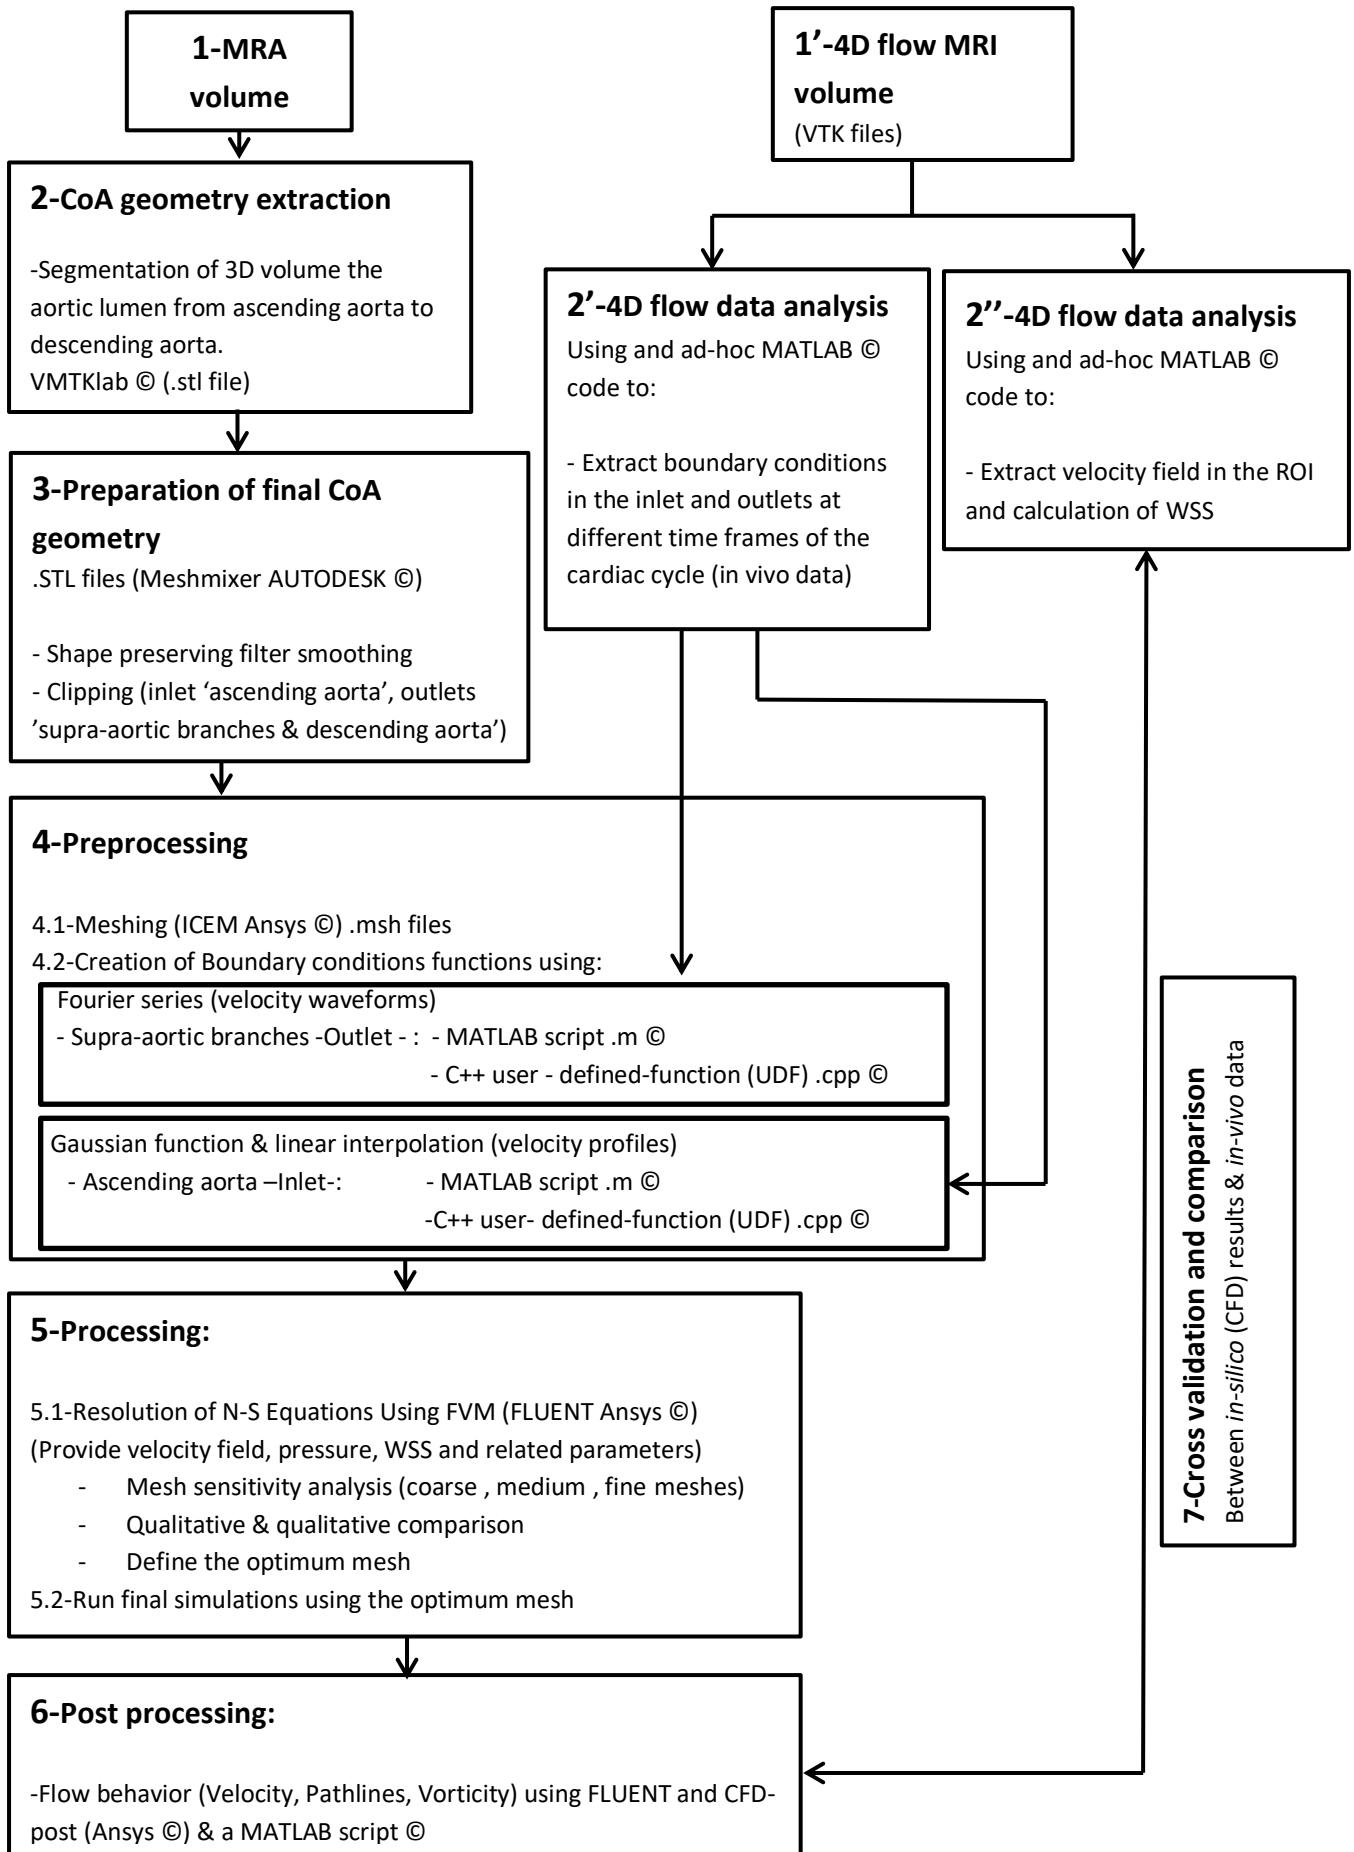 1-MRA
volume
1’-4D flow MRI
volume
(VTK files)
2-CoA geometry extraction
-Segmentation of 3D volume the
aortic lumen from ascending aorta to
descending aorta.
VMTKlab © (.stl file)
2’-4D flow data analysis
Using and ad-hoc MATLAB ©
code to:
- Extract boundary conditions
in the inlet and outlets at
different time frames of the
cardiac cycle (in vivo data)
2’’-4D flow data analysis
Using and ad-hoc MATLAB ©
code to:
- Extract velocity field in the ROI
and calculation of WSS
3-Preparation of final CoA
geometry
.STL files (Meshmixer AUTODESK ©)
- Shape preserving filter smoothing
- Clipping (inlet ‘ascending aorta’, outlets
’supra-aortic branches & descending aorta’)
4-Preprocessing
4.1-Meshing (ICEM Ansys ©) .msh files
4.2-Creation of Boundary conditions functions using:
Fourier series (velocity waveforms)
- Supra-aortic branches -Outlet - : - MATLAB script .m ©
- C++ user - defined-function (UDF) .cpp ©
Gaussian function & linear interpolation (velocity profiles)
- Ascending aorta –Inlet-: - MATLAB script .m ©
-C++ user- defined-function (UDF) .cpp ©
5-Processing:
5.1-Resolution of N-S Equations Using FVM (FLUENT Ansys ©)
(Provide velocity field, pressure, WSS and related parameters)
- Mesh sensitivity analysis (coarse , medium , fine meshes)
- Qualitative & qualitative comparison
- Define the optimum mesh
5.2-Run final simulations using the optimum mesh
6-Post processing:
-Flow behavior (Velocity, Pathlines, Vorticity) using FLUENT and CFD-
post (Ansys ©) & a MATLAB script ©
7-Cross validation and comparison
Between in-silico (CFD) results & in-vivo data